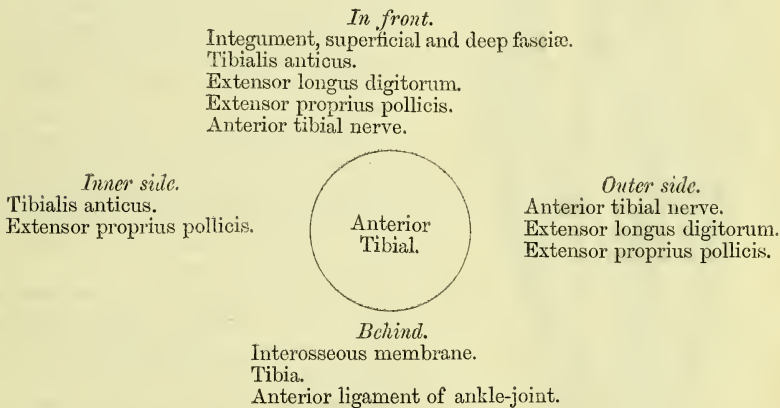 In front.
Integument, superficial and deep fasciæ.
Tibialis anticus.
Extensor longus digitorum.
Extensor proprius pollicis.
Anterior tibial nerve.
Inner side.
Tibialis anticus.
Extensor proprius pollicis.
Anterior
Tibial.
Outer side.
Anterior tibial nerve.
Extensor longus digitorum.
Extensor proprius pollicis.
Behind.
Interosseous membrane.
Tibia.
Anterior ligament of ankle-joint.